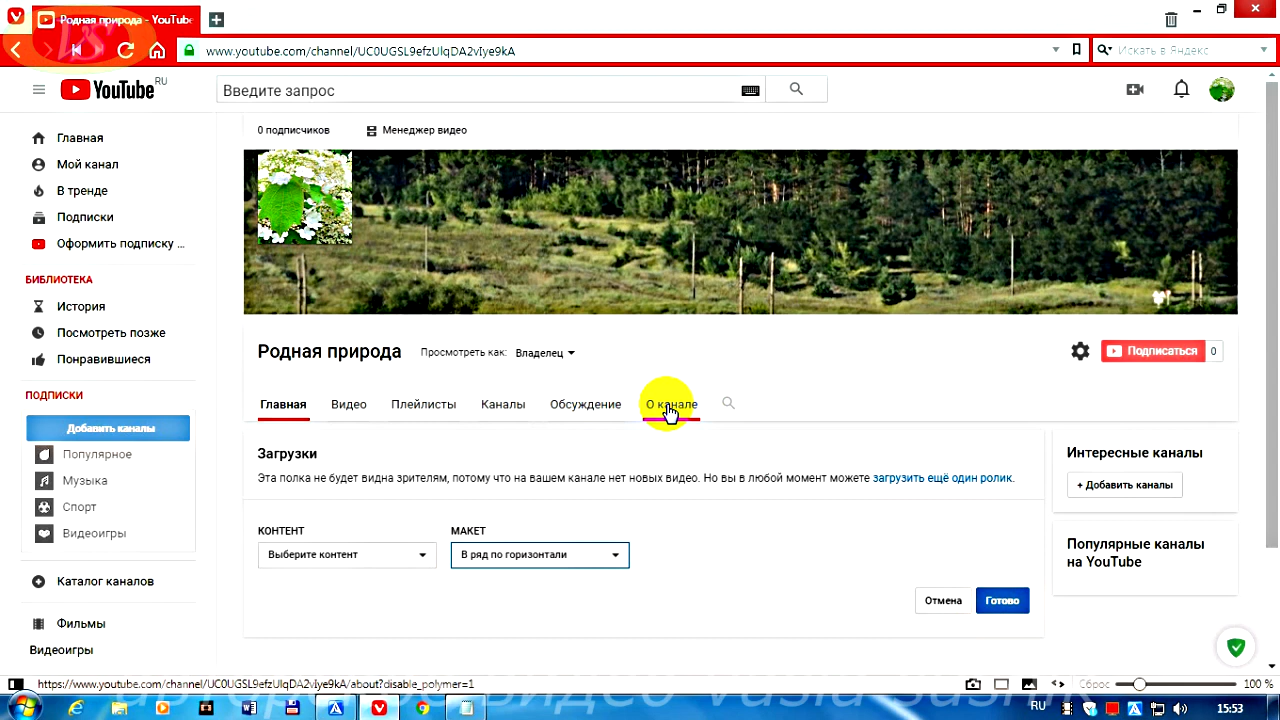 Родная природа - YouTube
www.youtube.com/channel/UC0UGSL9efzUlqDA2vIye9kA
Искать в Яндекс
YouTube RU
Введите запрос
0 подписчиков
Менеджер видео
Главная
Мой канал
В тренде
Подписки
Оформить подписку ...
БИБЛИОТЕКА
История
Посмотреть позже
Понравившиеся
ПОДПИСКИ
Добавить каналы
Популярное
Музыка
Спорт
Видеоигры
Каталог каналов
Фильмы
Видеоигры
Родная природа
Просмотреть как:
Владелец
Подписаться
0
Главная
Видео
Плейлисты
Каналы
Обсуждение
О канале
Загрузки
Эта полка не будет видна зрителям, потому что на вашем канале нет новых видео. Но вы в любой момент можете загрузить ещё один ролик.
КОНТЕНТ
МАКЕТ
Выберите контент
В ряд по горизонтали
Отмена
Готово
Интересные каналы
+ Добавить каналы
Популярные каналы
на YouTube
https://www.youtube.com/channel/UC0UGSL9efzUlqDA2vIye9kA/about?disable_polymer=1
Сброс
100 %
RU
15:53